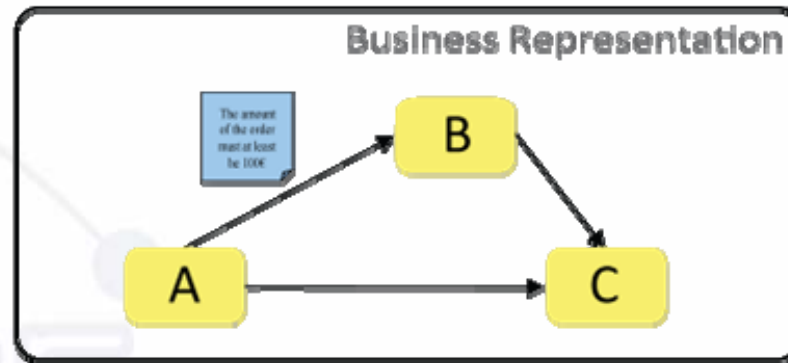 Business Representation
The amount
of the order
must at least
be 100€
B
A
C